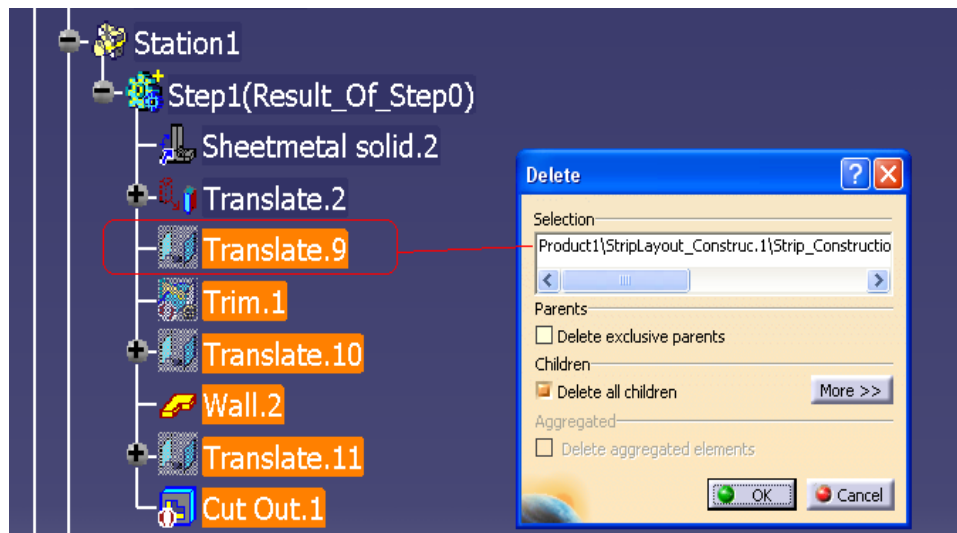 Station1
Step1(Result_Of_Step0)
Sheetmetal solid.2
Translate.2
Translate.9
Trim.1
Translate.10
Wall.2
Translate.11
Cut Out.1
Delete
?
Selection
Product1\StripLayout_Construc.1\Strip_Constructio
Parents
Delete exclusive parents
Children
Delete all children
More >>
Aggregated
Delete aggregated elements
OK
Cancel